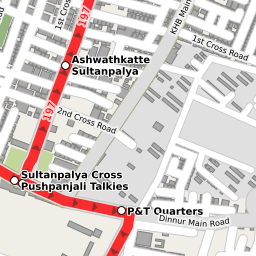 197
1st Cross
KHB Main
1st Cross Road
Ashwathkatte
Sultanpalya
2nd Cross Road
197
Sultanpalya Cross
Pushpanjali Talkies
P&T Quarters
Dinnur Main Road